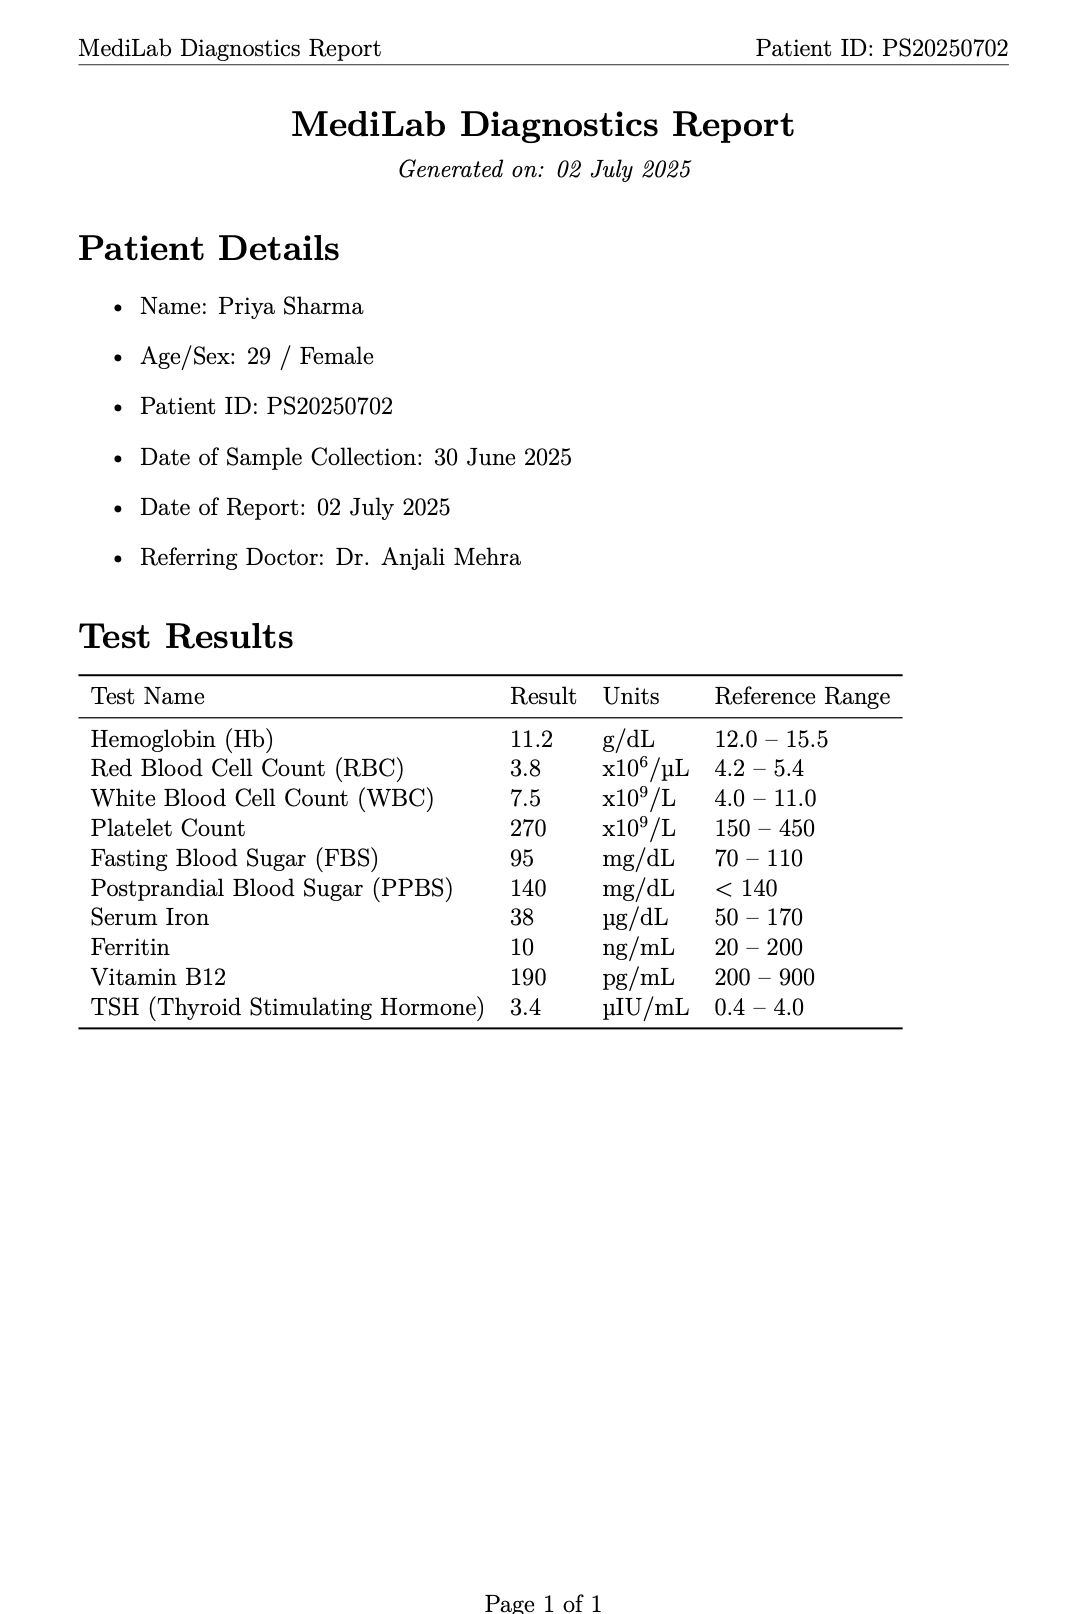 MediLab Diagnostics Report Patient ID: PS20250702
MediLab Diagnostics Report
Generated on: 02 July 2025
Patient Details
• Name: Priya Sharma
• Age/Sex: 29 / Female
• Patient ID: PS20250702
• Date of Sample Collection: 30 June 2025
• Date of Report: 02 July 2025
• Referring Doctor: Dr. Anjali Mehra
Test Results
Test Name Result Units Reference Range
Hemoglobin (Hb) 11.2 g/dL 12.0 – 15.5
Red Blood Cell Count (RBC) 3.8 x10⁶/µL 4.2 – 5.4
White Blood Cell Count (WBC) 7.5 x10⁹/L 4.0 – 11.0
Platelet Count 270 x10⁹/L 150 – 450
Fasting Blood Sugar (FBS) 95 mg/dL 70 – 110
Postprandial Blood Sugar (PPBS) 140 mg/dL < 140
Serum Iron 38 µg/dL 50 – 170
Ferritin 10 ng/mL 20 – 200
Vitamin B12 190 pg/mL 200 – 900
TSH (Thyroid Stimulating Hormone) 3.4 µIU/mL 0.4 – 4.0
Page 1 of 1